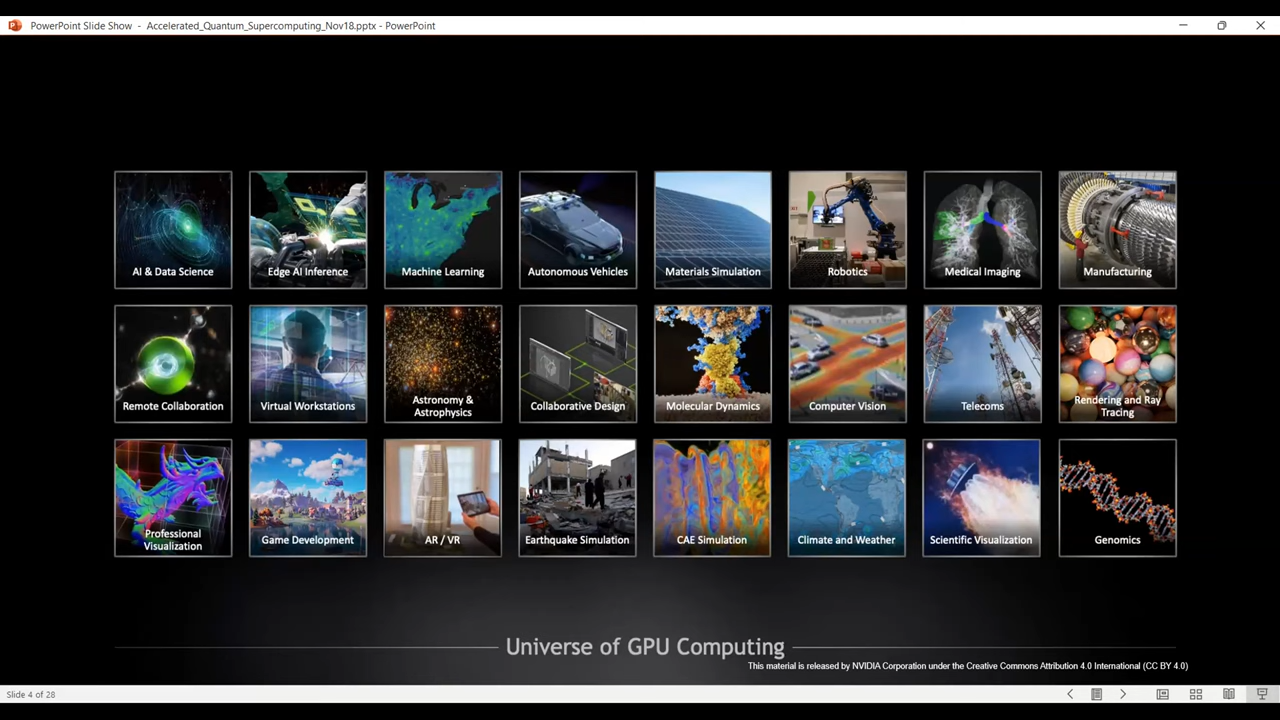 PowerPoint Slide Show - Accelerated_Quantum_Supercomputing_Nov18.pptx - PowerPoint
AI & Data Science
Edge AI Inference
Machine Learning
Autonomous Vehicles
Materials Simulation
Robotics
Medical Imaging
Manufacturing
Remote Collaboration
Virtual Workstations
Astronomy &
Astrophysics
Collaborative Design
Molecular Dynamics
Computer Vision
Telecoms
Rendering and Ray
Tracing
Professional
Visualization
Game Development
AR / VR
Earthquake Simulation
CAE Simulation
Climate and Weather
Scientific Visualization
Genomics
Universe of GPU Computing
This material is released by NVIDIA Corporation under the Creative Commons Attribution 4.0 International (CC BY 4.0)
Slide 4 of 28